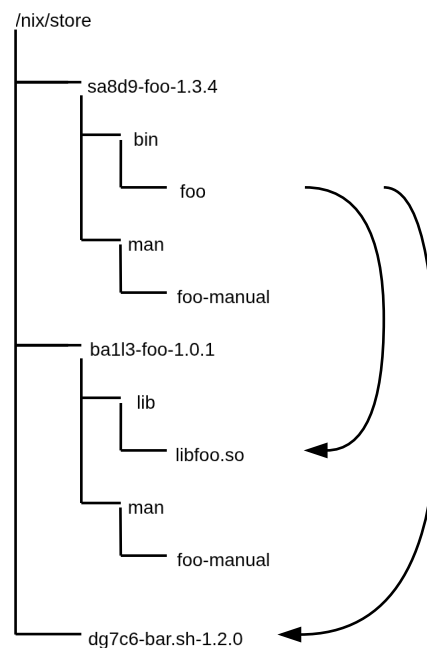 /nix/store
sa8d9-foo-1.3.4
bin
foo
man
foo-manual
ba1l3-foo-1.0.1
lib
libfoo.so
man
foo-manual
dg7c6-bar.sh-1.2.0